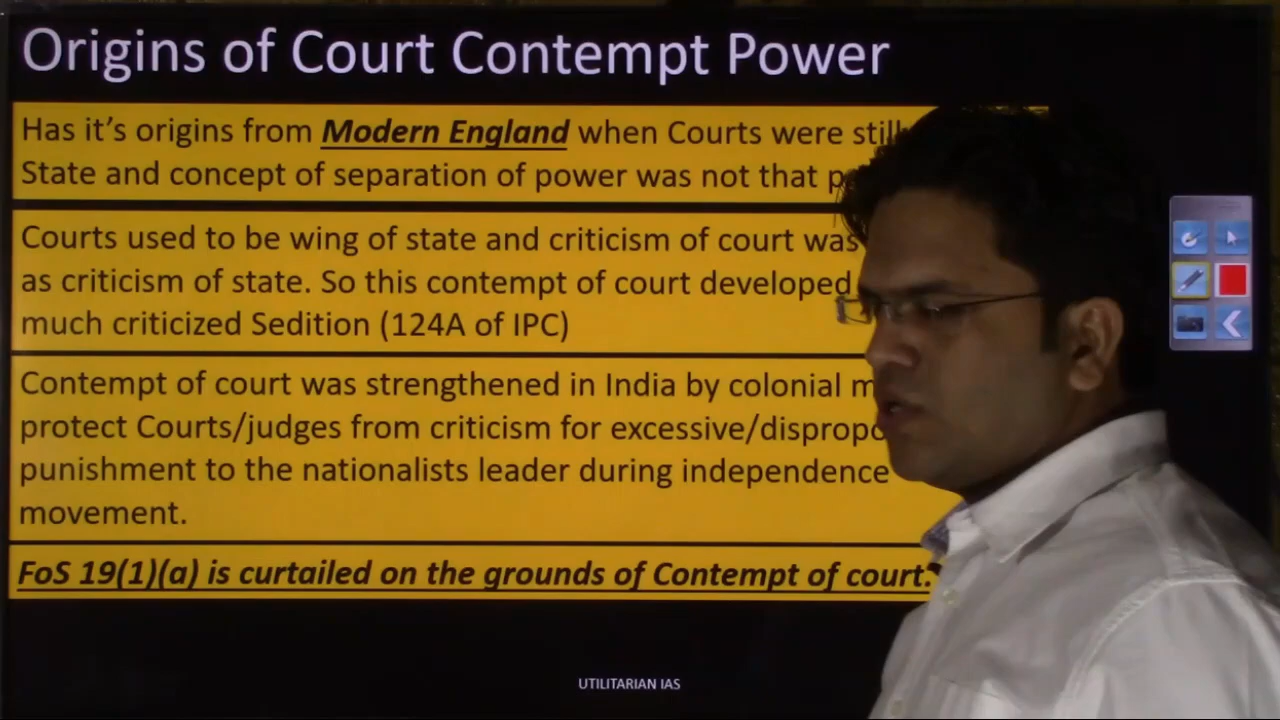 Origins of Court Contempt Power
Has it's origins from Modern England when Courts were still
State and concept of separation of power was not that
Courts used to be wing of state and criticism of court was
as criticism of state. So this contempt of court developed
much criticized Sedition (124A of IPC)
Contempt of court was strengthened in India by colonial
protect Courts/judges from criticism for
punishment to the nationalists leader during independence
movement.
FoS 19(1)(a) is curtailed on the grounds of Contempt of court.
UTILITARIAN IAS